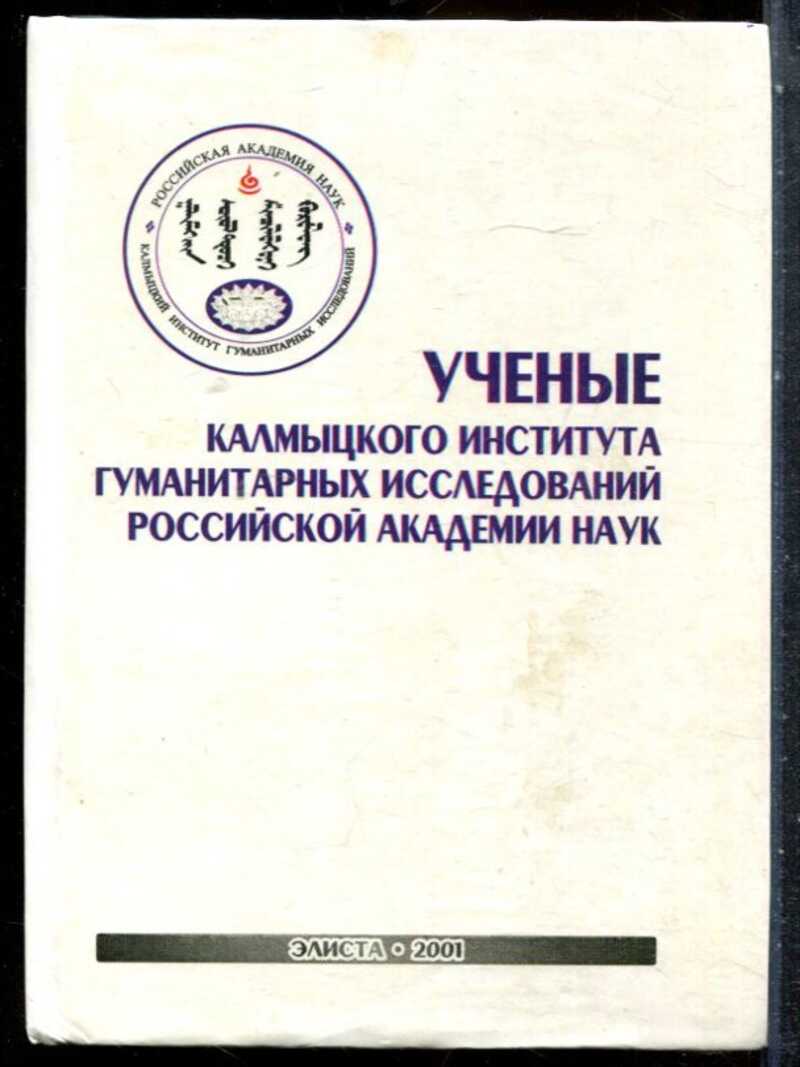 РОССИЙСКАЯ АКАДЕМИЯ НАУК
КАЛМЫЦКИЙ ИНСТИТУТ ГУМАНИТАРНЫХ ИССЛЕДОВАНИЙ
УЧЕНЫЕ
КАЛМЫЦКОГО ИНСТИТУТА
ГУМАНИТАРНЫХ ИССЛЕДОВАНИЙ
РОССИЙСКОЙ АКАДЕМИИ НАУК
ЭЛИСТА • 2001